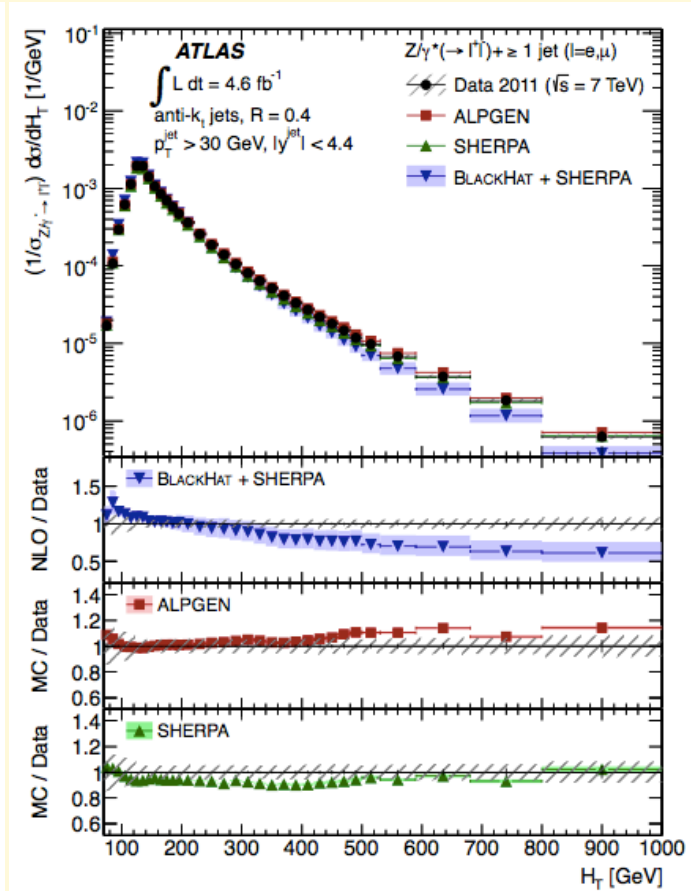 ATLAS
∫ L dt = 4.6 fb⁻¹
anti-kₜ jets, R = 0.4
p_T^jet > 30 GeV, |y^jet| < 4.4
Z/γ*(→ l⁺l⁻)+ ≥ 1 jet (l=e,μ)
Data 2011 (√s = 7 TeV)
ALPGEN
SHERPA
BLACKHAT + SHERPA
(1/σ_Z/γ*→ l⁺l⁻) dσ/dH_T [1/GeV]
10⁻¹
10⁻²
10⁻³
10⁻⁴
10⁻⁵
10⁻⁶
BLACKHAT + SHERPA
NLO / Data
1.5
1
0.5
ALPGEN
MC / Data
1.4
1.2
1
0.8
0.6
SHERPA
MC / Data
1.4
1.2
1
0.8
0.6
100 200 300 400 500 600 700 800 900 1000
H_T [GeV]